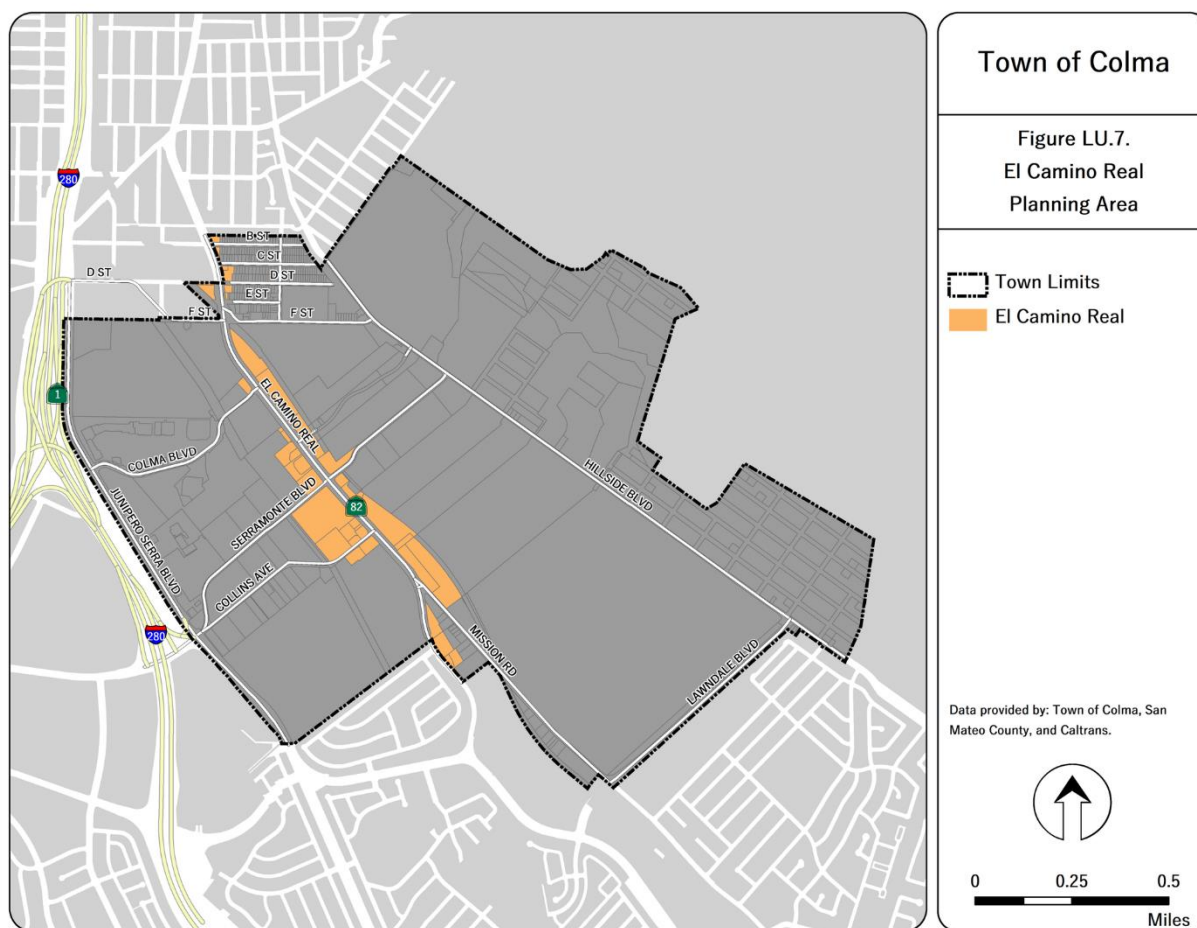 Town of Colma
Figure LU.7.
El Camino Real
Planning Area
Town Limits
El Camino Real
Data provided by: Town of Colma, San
Mateo County, and Caltrans.
0 0.25 0.5
Miles
280
B ST
C ST
D ST
D ST
E ST
F ST
F ST
1
EL CAMINO REAL
COLMA BLVD
SERRAMONTE BLVD
82
HILLSIDE BLVD
JUNIPERO SERRA BLVD
COLLINS AVE
280
MISSION RD
LAWNDALE BLVD